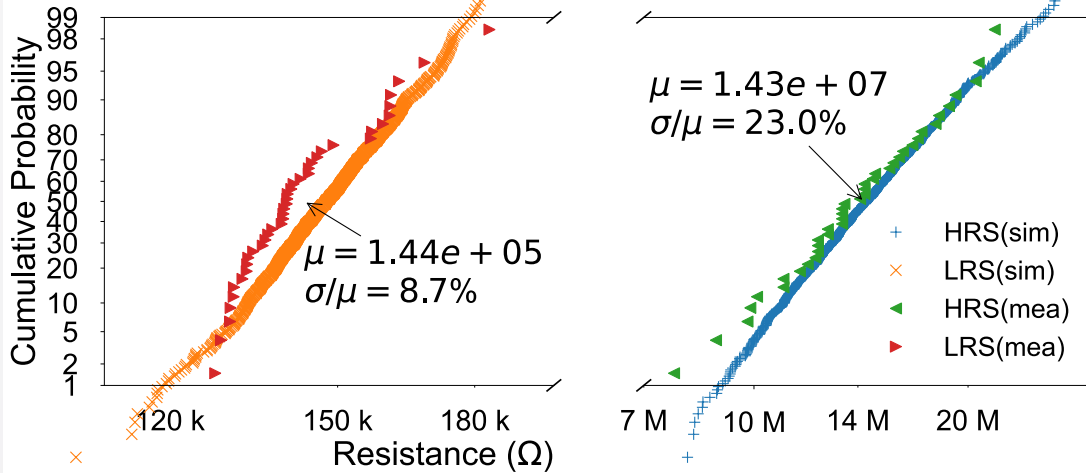 Cumulative Probability
99
98
95
90
80
70
60
50
40
30
20
10
5
2
1
μ = 1.44e + 05
σ/μ = 8.7%
120 k
150 k
180 k
μ = 1.43e + 07
σ/μ = 23.0%
HRS(sim)
LRS(sim)
HRS(mea)
LRS(mea)
7 M
10 M
14 M
20 M
Resistance (Ω)